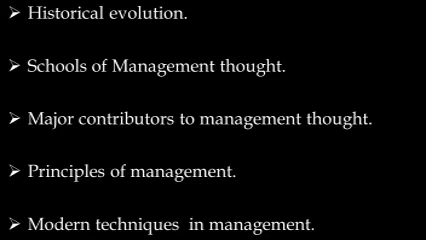 ➢ Historical evolution.
➢ Schools of Management thought.
➢ Major contributors to management thought.
➢ Principles of management.
➢ Modern techniques  in management.